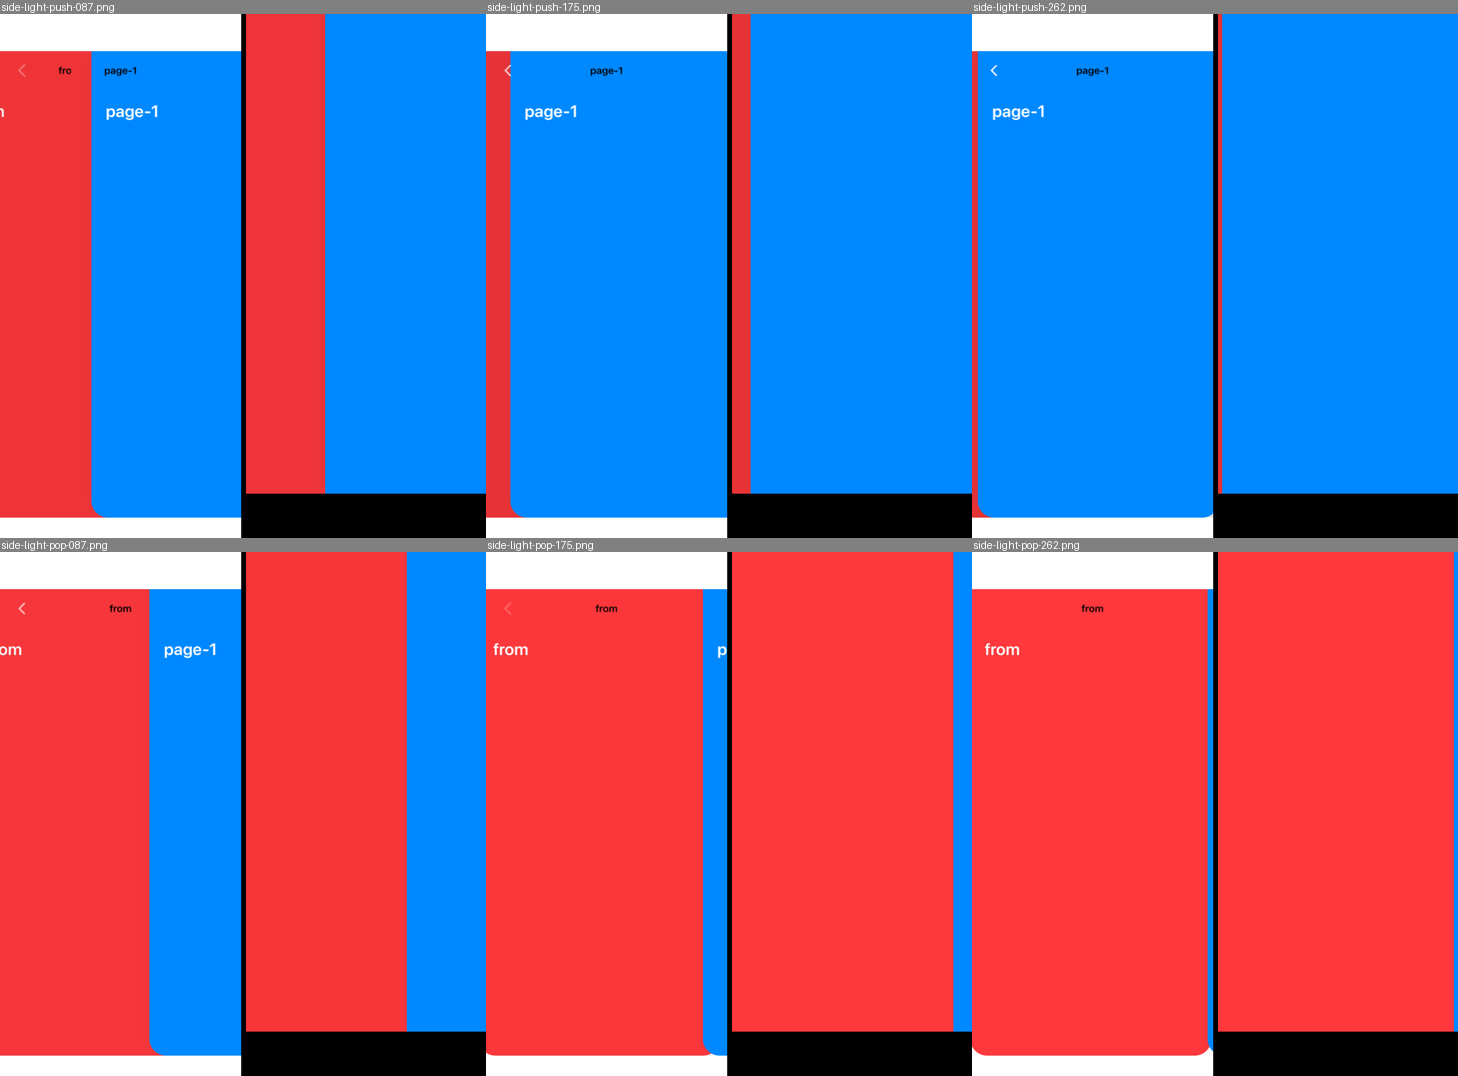 side-light-push-087.png
side-light-push-175.png
side-light-push-262.png
fro
page-1
page-1
page-1
page-1
page-1
page-1
side-light-pop-087.png
side-light-pop-175.png
side-light-pop-262.png
from
from
from
om
page-1
from
p
from